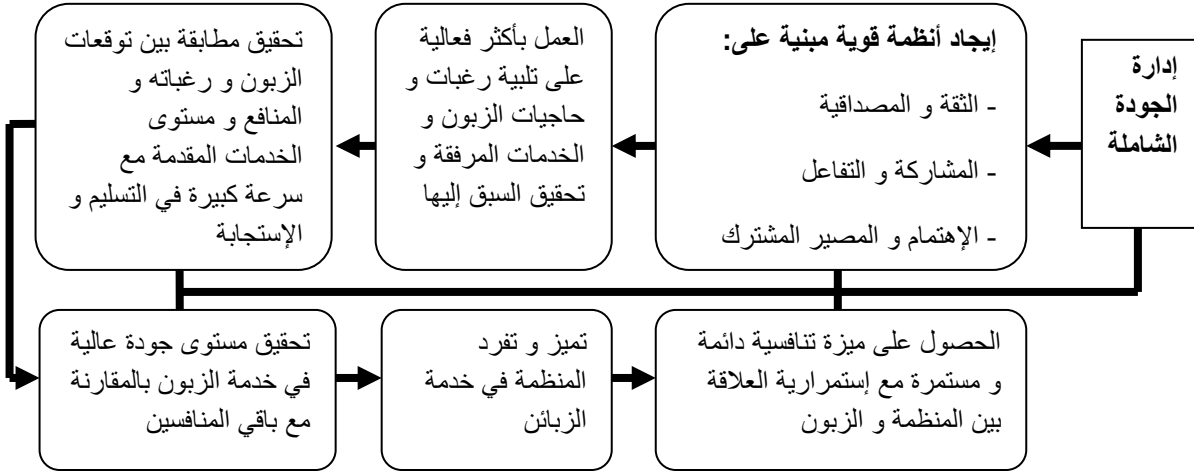 إدارة
الجودة
الشاملة
إيجاد أنظمة قوية مبنية على:
- الثقة و المصداقية
- المشاركة و التفاعل
- الإهتمام و المصير المشترك
العمل بأكثر فعالية
على تلبية رغبات و
حاجيات الزبون و
الخدمات المرفقة و
تحقيق السبق إليها
تحقيق مطابقة بين توقعات
الزبون و رغباته و
المنافع و مستوى
الخدمات المقدمة مع
سرعة كبيرة في التسليم و
الإستجابة
تحقيق مستوى جودة عالية
في خدمة الزبون بالمقارنة
مع باقي المنافسين
تميز و تفرد
المنظمة في خدمة
الزبائن
الحصول على ميزة تنافسية دائمة
و مستمرة مع إستمرارية العلاقة
بين المنظمة و الزبون